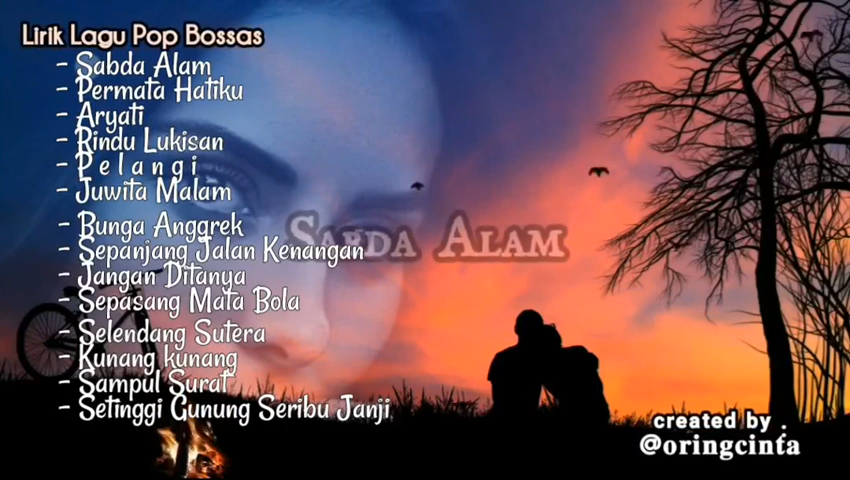 Lirik Lagu Pop Bossas
- Sabda Alam
- Permata Hatiku
- Aryati
- Rindu Lukisan
- P e l a n g i
- Juwita Malam
- Bunga Anggrek
- Sepanjang Jalan Kenangan
- Jangan Ditanya
- Sepasang Mata Bola
- Selendang Sutera
- Kunang kunang
- Sampul Surat
- Setinggi Gunung Seribu Janji
Sabda Alam
created by .
@oringcinta